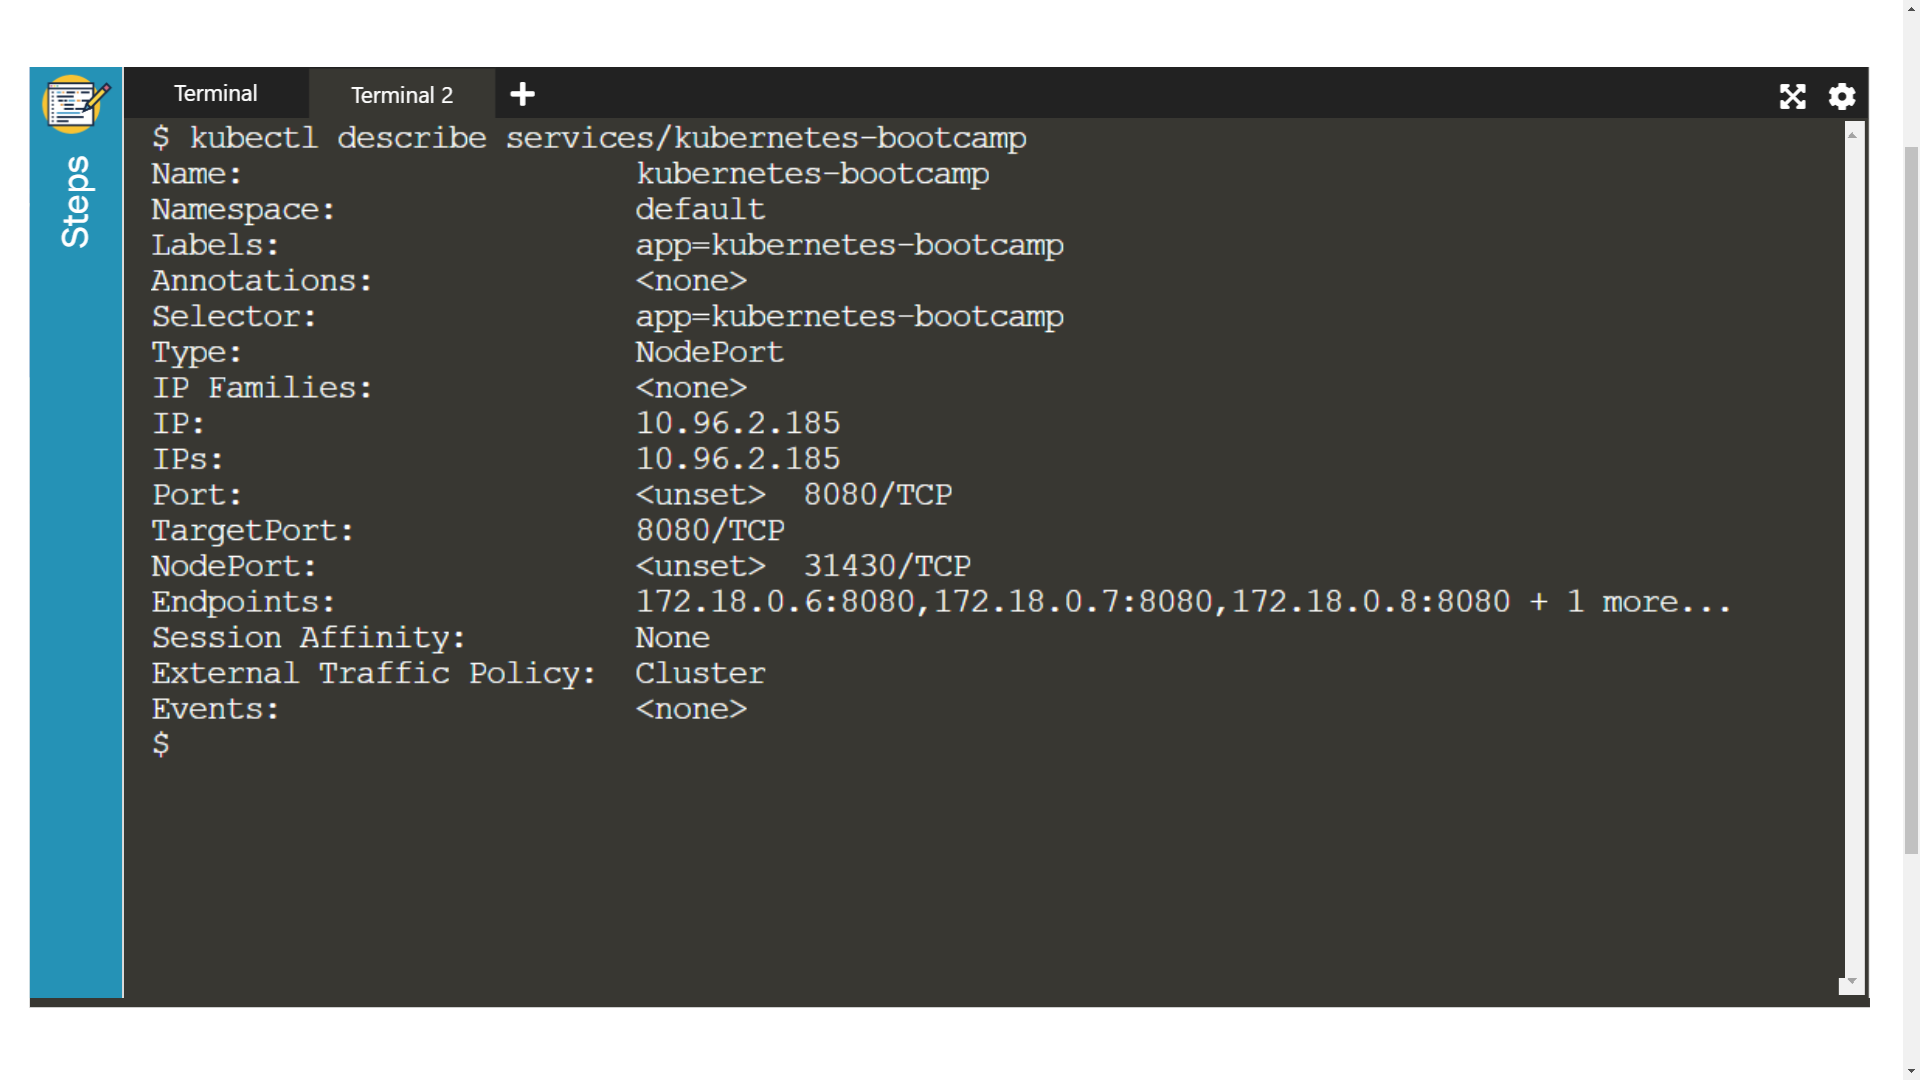 Terminal
Terminal 2
Steps
$ kubectl describe services/kubernetes-bootcamp
Name: kubernetes-bootcamp
Namespace: default
Labels: app=kubernetes-bootcamp
Annotations: <none>
Selector: app=kubernetes-bootcamp
Type: NodePort
IP Families: <none>
IP: 10.96.2.185
IPs: 10.96.2.185
Port: <unset> 8080/TCP
TargetPort: 8080/TCP
NodePort: <unset> 31430/TCP
Endpoints: 172.18.0.6:8080,172.18.0.7:8080,172.18.0.8:8080 + 1 more...
Session Affinity: None
External Traffic Policy: Cluster
Events: <none>
$